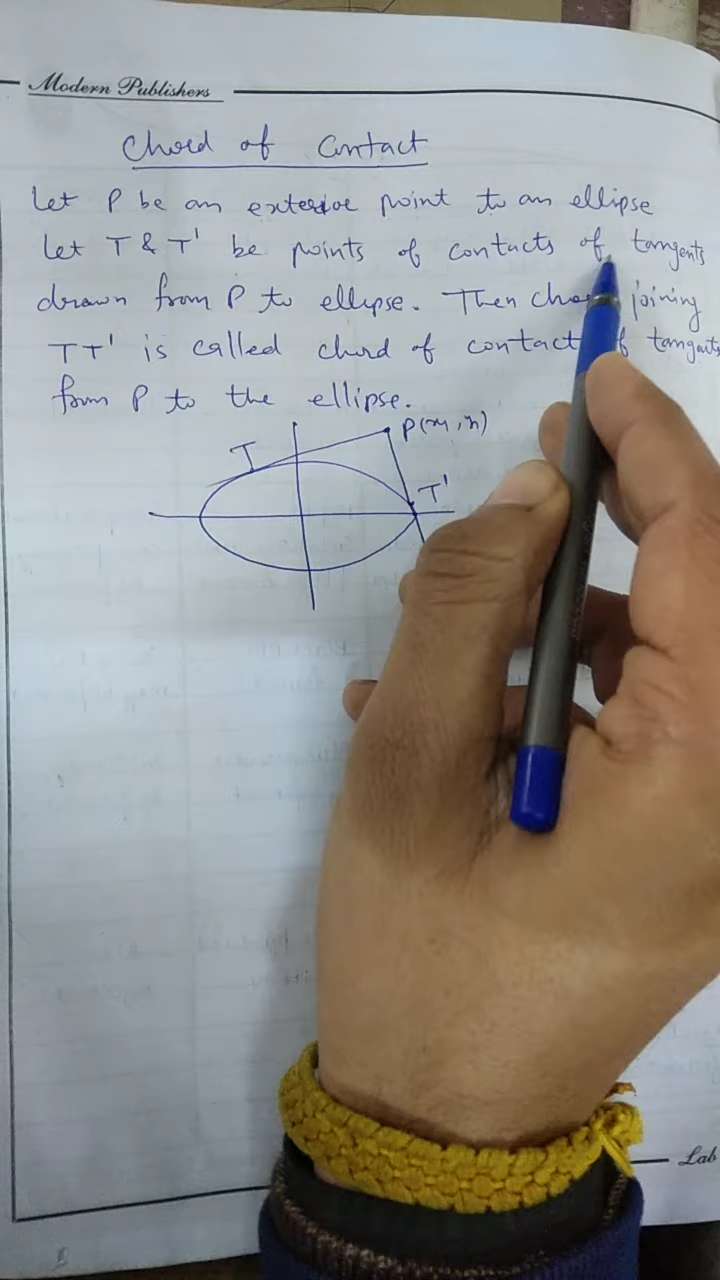 Modern Publishers
Chord of Contact
Let P be an exterior point to an ellipse
Let T & T' be points of contacts of tangents
drawn from P to ellipse. Then joining
TT' is called chord of contact tangents
from P to the ellipse.
P(x1, y1)
T
T'
Lab